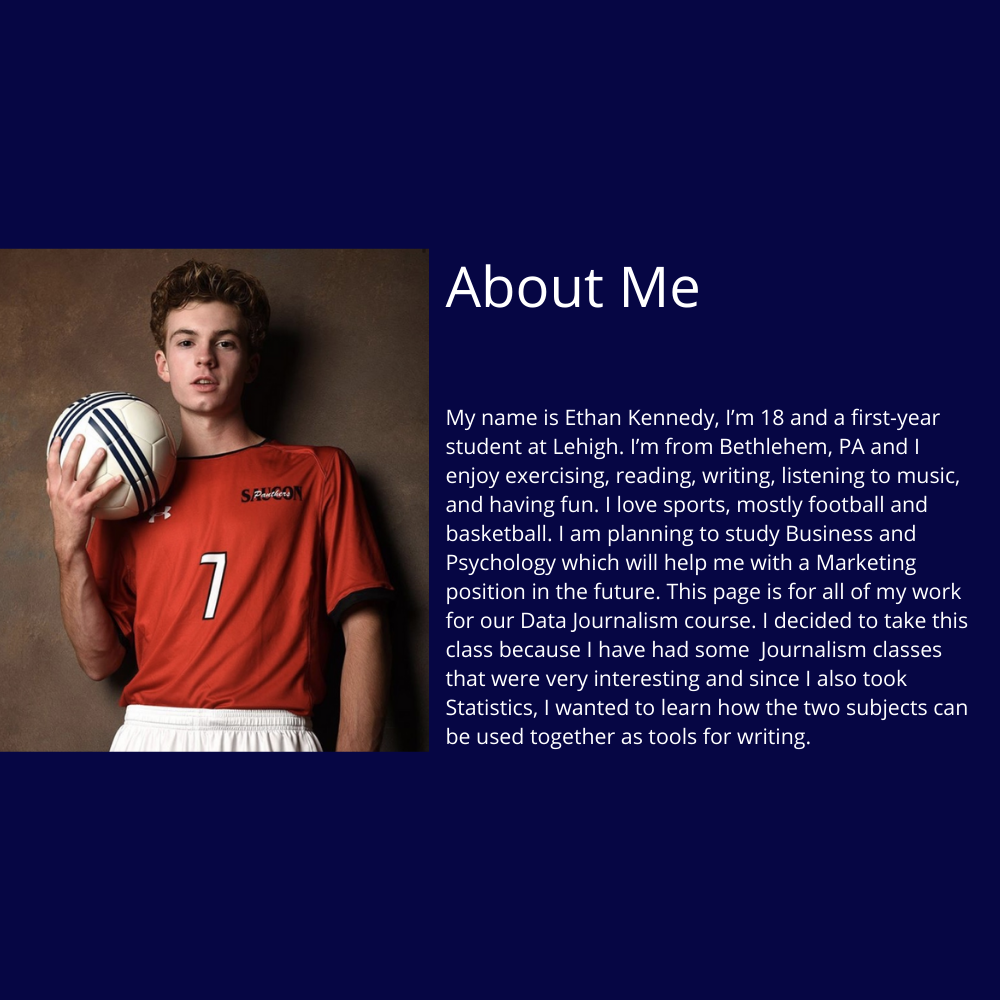 About Me
My name is Ethan Kennedy, I’m 18 and a first-year
student at Lehigh. I’m from Bethlehem, PA and I
enjoy exercising, reading, writing, listening to music,
and having fun. I love sports, mostly football and
basketball. I am planning to study Business and
Psychology which will help me with a Marketing
position in the future. This page is for all of my work
for our Data Journalism course. I decided to take this
class because I have had some  Journalism classes
that were very interesting and since I also took
Statistics, I wanted to learn how the two subjects can
be used together as tools for writing.
SAUCON
Panthers
7